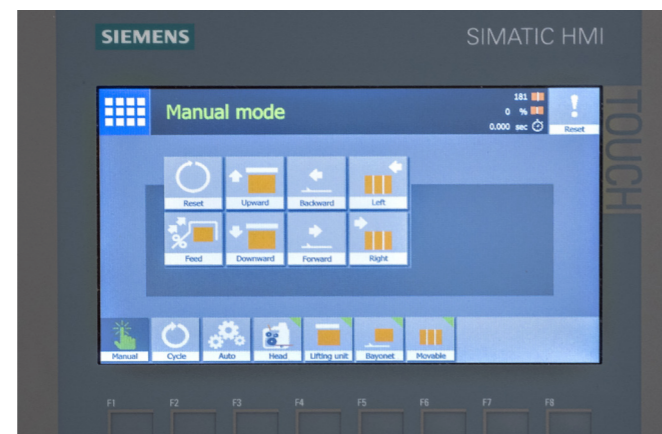 SIEMENS
SIMATIC HMI
TOUCH
Manual mode
181
0 %
0.000 sec
Reset
Reset
Upward
Backward
Left
Feed
Downward
Forward
Right
Manual
Cycle
Auto
Head
Lifting unit
Bayonet
Movable
F1
F2
F3
F4
F5
F6
F7
F8